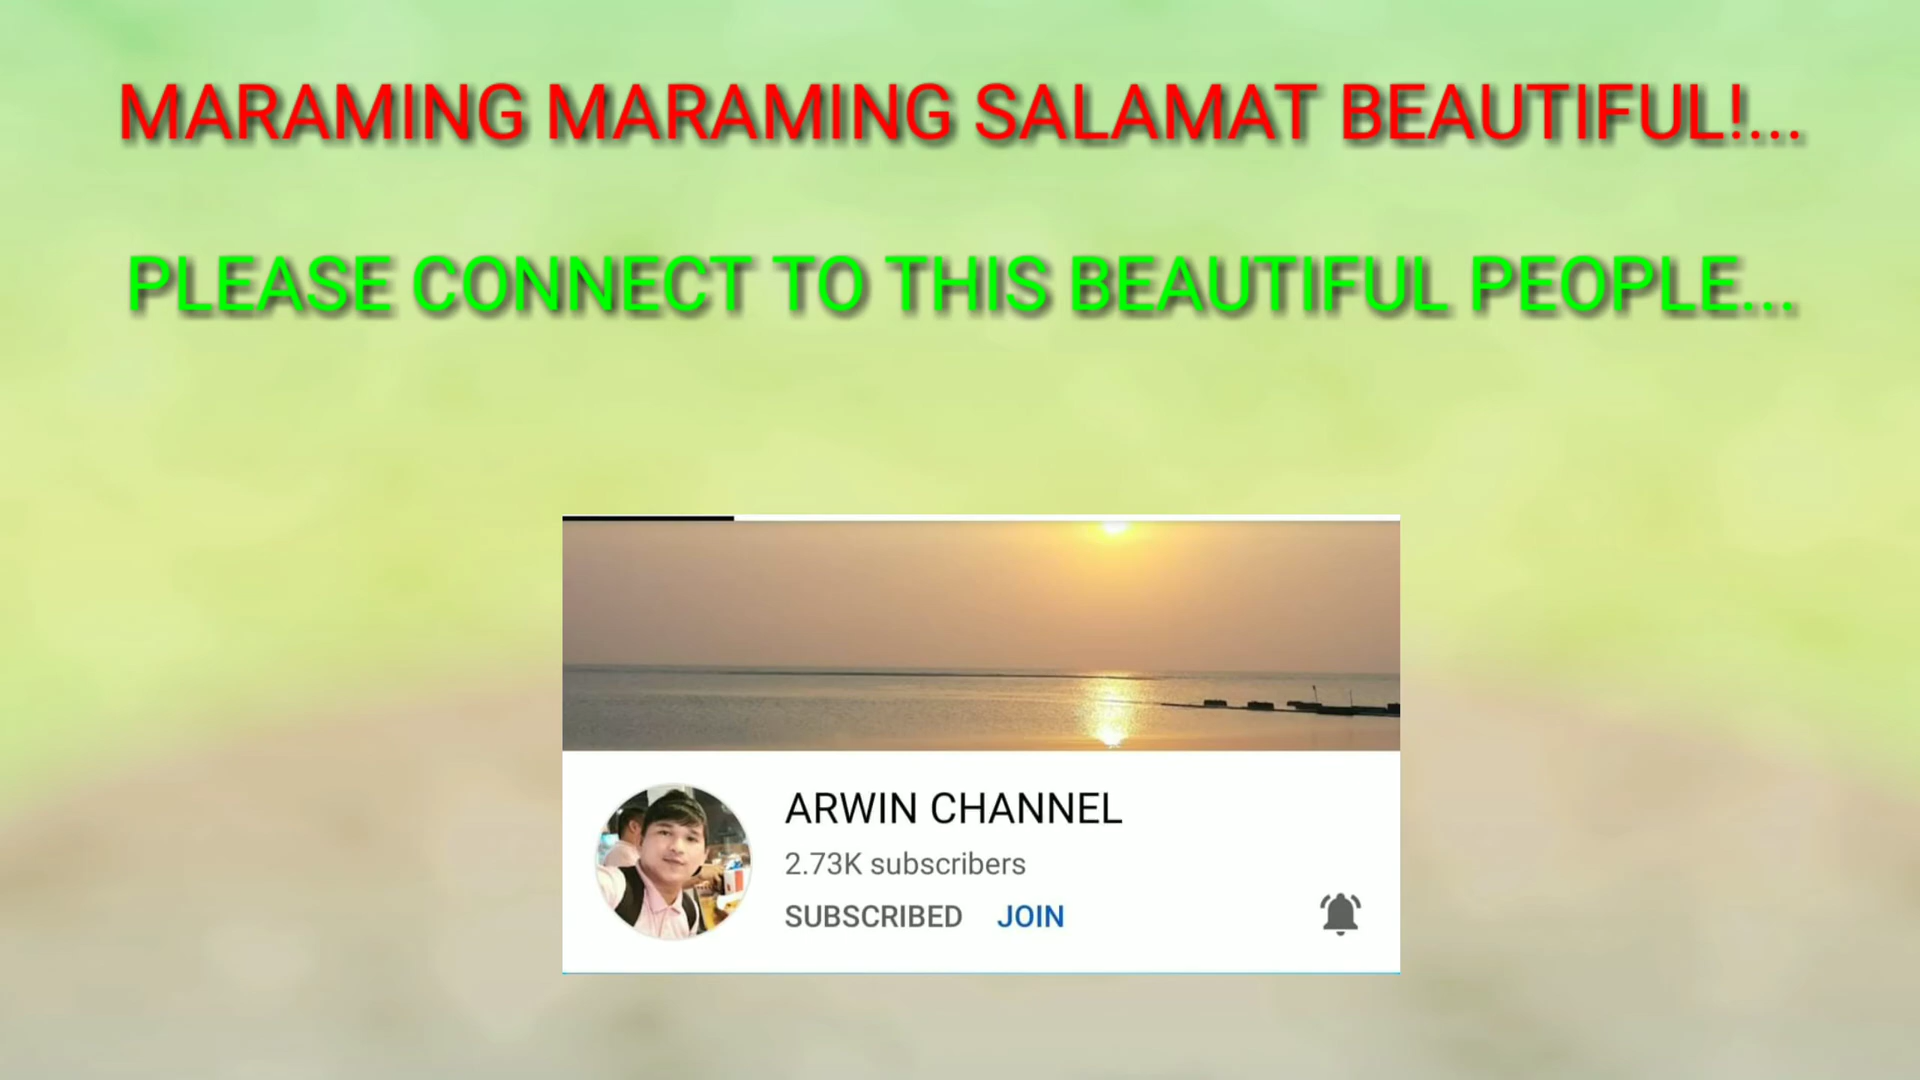 MARAMING MARAMING SALAMAT BEAUTIFUL!...
PLEASE CONNECT TO THIS BEAUTIFUL PEOPLE...
ARWIN CHANNEL
2.73K subscribers
SUBSCRIBED JOIN